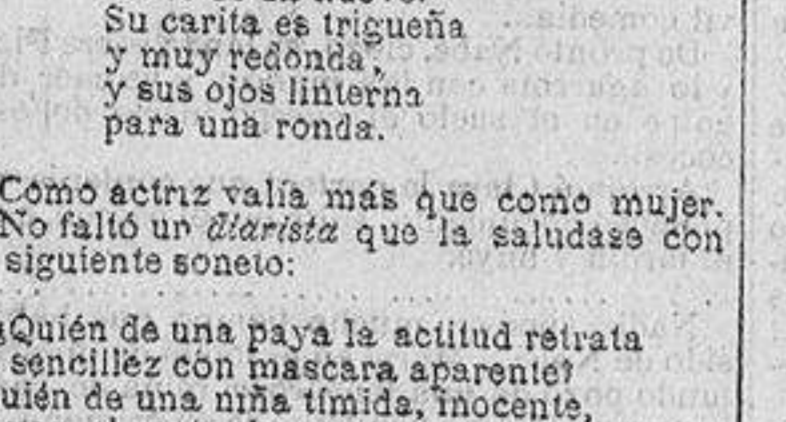 Su carita es trigueña
y muy redonda,
y sus ojos linterna
para una ronda.
Como actriz valía más que como mujer.
No faltó un diarista que la saludase con
siguiente soneto:
¿Quién de una paya la actitud retrata
sencillez con máscara aparente?
uién de una niña tímida, inocente,